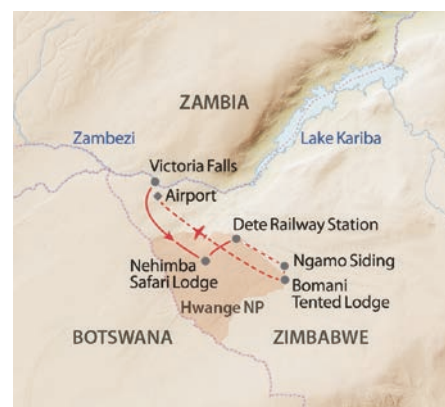 ZAMBIA
Zambezi
Lake Kariba
Victoria Falls
Airport
Dete Railway Station
Nehimba
Safari Lodge
Ngamo Siding
Bomani
Tented Lodge
Hwange NP
BOTSWANA
ZIMBABWE